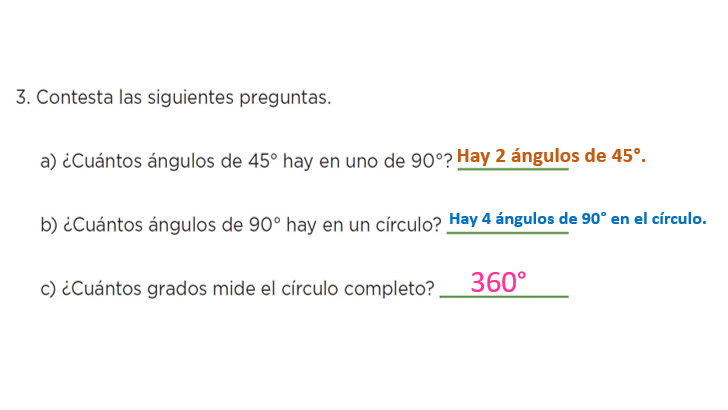 3. Contesta las siguientes preguntas.
a) ¿Cuántos ángulos de 45° hay en uno de 90°? Hay 2 ángulos de 45°.
b) ¿Cuántos ángulos de 90° hay en un círculo? Hay 4 ángulos de 90° en el círculo.
c) ¿Cuántos grados mide el círculo completo? 360°